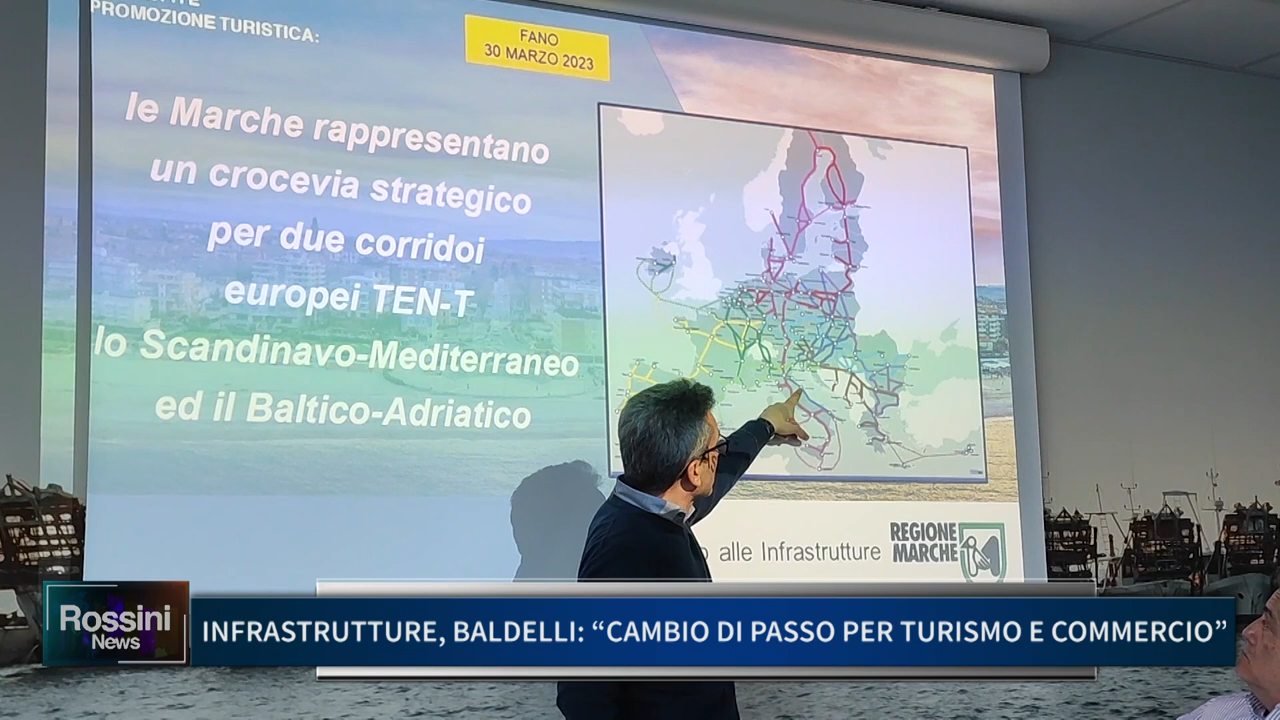 PROMOZIONE TURISTICA:
FANO
30 MARZO 2023
le Marche rappresentano
un crocevia strategico
per due corridoi
europei TEN-T
lo Scandinavo-Mediterraneo
ed il Baltico-Adriatico
alle Infrastrutture
REGIONE
MARCHE
Rossini
News
INFRASTRUTTURE, BALDELLI: “CAMBIO DI PASSO PER TURISMO E COMMERCIO”